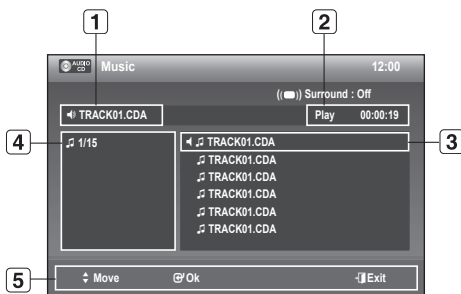 1
2
AUDIO CD Music 12:00
Surround : Off
TRACK01.CDA Play 00:00:19
4
1/15
TRACK01.CDA
3
TRACK01.CDA
TRACK01.CDA
TRACK01.CDA
TRACK01.CDA
TRACK01.CDA
5
Move Ok Exit